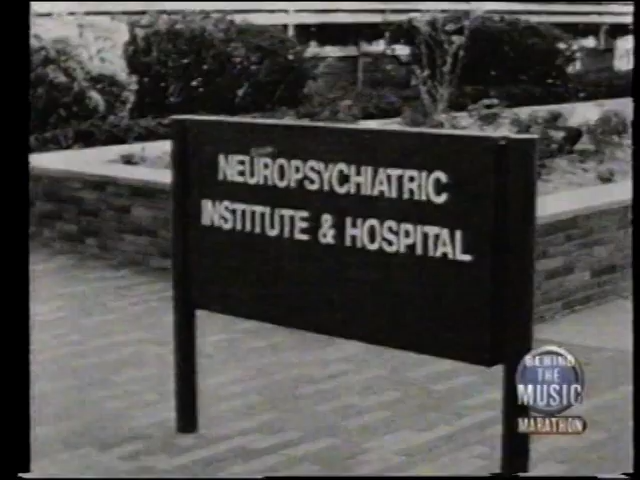 NEUROPSYCHIATRIC
INSTITUTE & HOSPITAL
BEHIND
THE
MUSIC
MARATHON